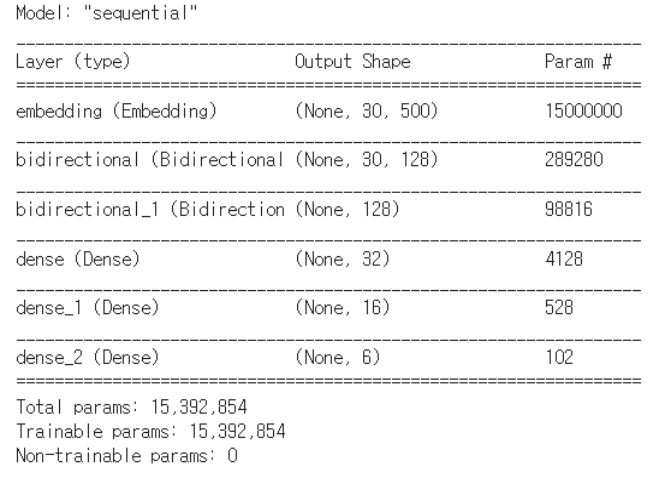 Model: "sequential"
_________________________________________________________________
Layer (type)                 Output Shape              Param #
=================================================================
embedding (Embedding)        (None, 30, 500)           15000000
_________________________________________________________________
bidirectional (Bidirectional (None, 30, 128)           289280
_________________________________________________________________
bidirectional_1 (Bidirection (None, 128)               98816
_________________________________________________________________
dense (Dense)                (None, 32)                4128
_________________________________________________________________
dense_1 (Dense)              (None, 16)                528
_________________________________________________________________
dense_2 (Dense)              (None, 6)                 102
=================================================================
Total params: 15,392,854
Trainable params: 15,392,854
Non-trainable params: 0